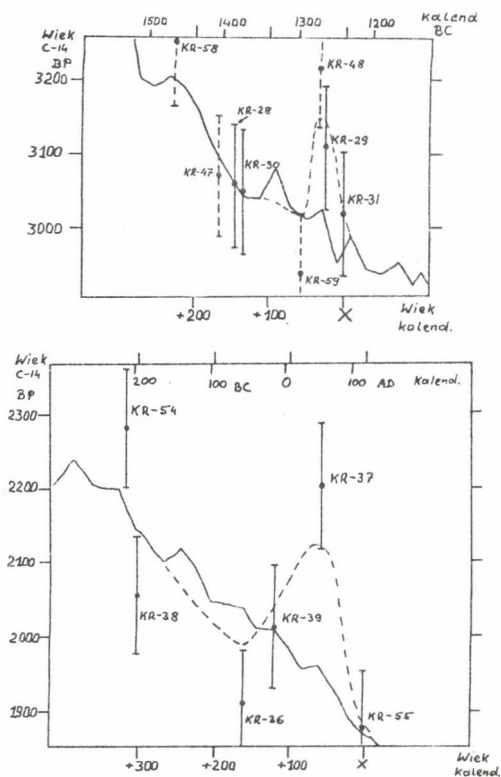 Wiek
C-14
BP
1500 1400 1300 1200 Kalend
BC
3200
3100
3000
KR-58
KR-48
KR-28
KR-29
KR-47
KR-30
KR-31
KR-59
+200 +100 X Wiek
kalend.
Wiek
C-14
BP
200 100 BC 0 100 AD Kalend.
2300
2200
2100
2000
1900
KR-54
KR-37
KR-38
KR-39
KR-36
KR-55
+300 +200 +100 X Wiek
kalend.